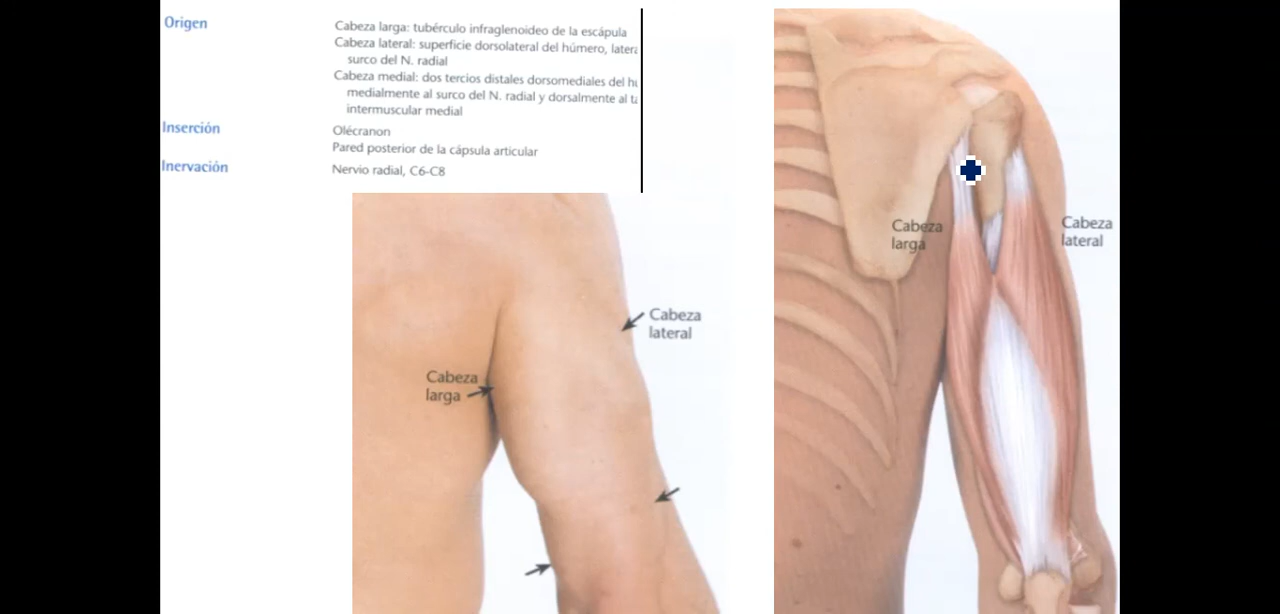 Origen
Cabeza larga: tubérculo infraglenoideo de la escápula
Cabeza lateral: superficie dorsolateral del húmero,
surco del N. radial
Cabeza medial: dos tercios distales dorsomediales del
medialmente al surco del N. radial y dorsalmente al
intermuscular medial
Inserción
Olécranon
Pared posterior de la cápsula articular
Inervación
Nervio radial, C6-C8
Cabeza
lateral
Cabeza
larga
Cabeza
larga
Cabeza
lateral